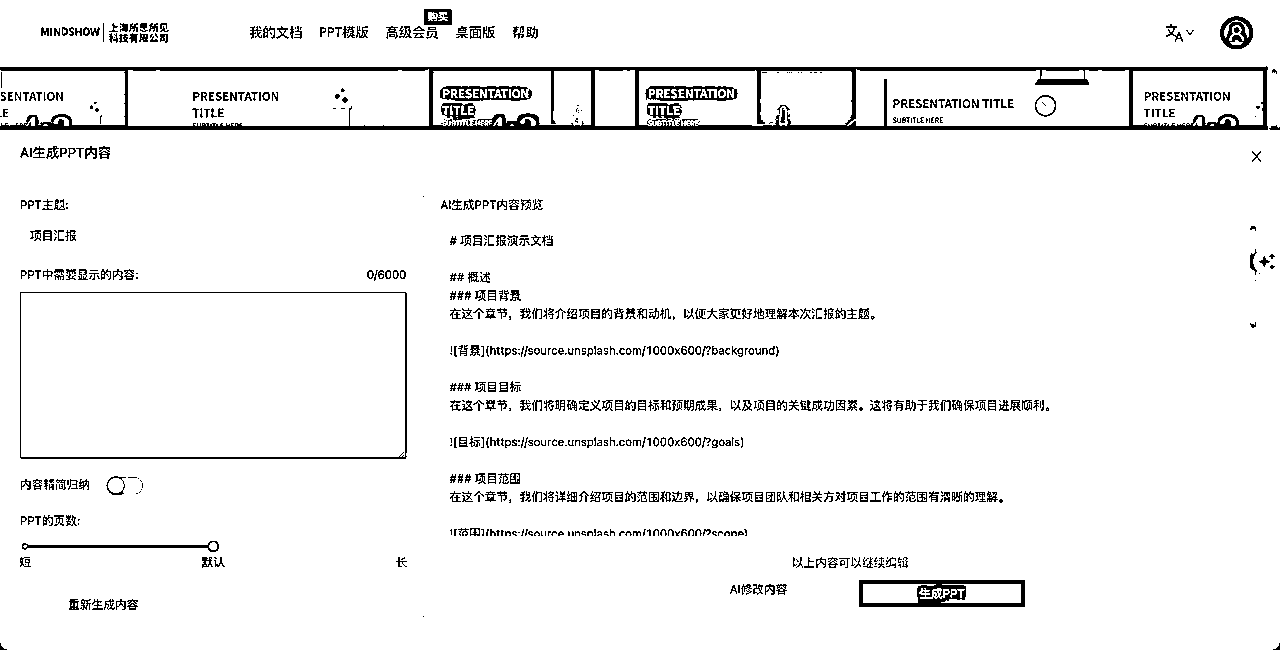 MINDSHOW
上海所思所见
科技有限公司
我的文档
PPT模版
高级会员
购买
桌面版
帮助
SENTATION
E
PRESENTATION
TITLE
SUBTITLE HERE
PRESENTATION
TITLE
SUBTITLE HERE
PRESENTATION
TITLE
SUBTITLE HERE
PRESENTATION TITLE
SUBTITLE HERE
PRESENTATION
TITLE
SUBTITLE HERE
AI生成PPT内容
PPT主题:
项目汇报
PPT中需要显示的内容:
0/6000
内容精简归纳
PPT的页数:
短
默认
长
重新生成内容
AI生成PPT内容预览
# 项目汇报演示文档
## 概述
### 项目背景
在这个章节，我们将介绍项目的背景和动机，以便大家更好地理解本次汇报的主题。
![背景](https://source.unsplash.com/1000x600/?background)
### 项目目标
在这个章节，我们将明确定义项目的目标和预期成果，以及项目的关键成功因素。这将有助于我们确保项目进展顺利。
![目标](https://source.unsplash.com/1000x600/?goals)
### 项目范围
在这个章节，我们将详细介绍项目的范围和边界，以确保项目团队和相关方对项目工作的范围有清晰的理解。
![范围](https://source.unsplash.com/1000x600/?scope)
以上内容可以继续编辑
AI修改内容
生成PPT